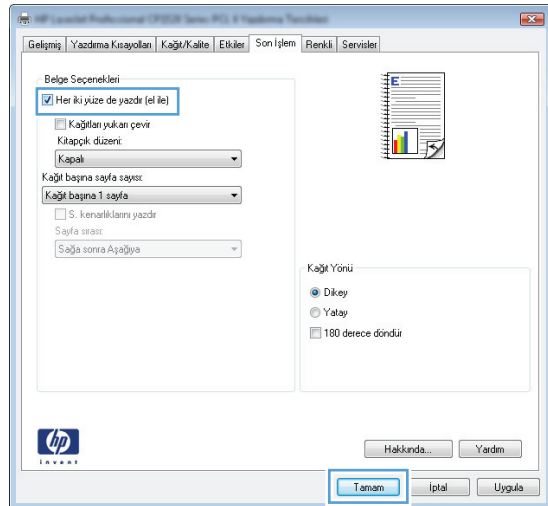 Gelişmiş Yazdırma Kısayolları Kağıt/Kalite Etkiler Son İşlem Renkli Servisler
Belge Seçenekleri
Her iki yüze de yazdır (el ile)
Kağıtları yukarı çevir
Kitapçık düzeni:
Kapalı
Kağıt başına sayfa sayısı:
Kağıt başına 1 sayfa
S. kenarlıklarını yazdır
Sayfa sırası:
Sağa sonra Aşağıya
E
Kağıt Yönü
Dikey
Yatay
180 derece döndür
hp
invent
Hakkında... Yardım
Tamam İptal Uygula